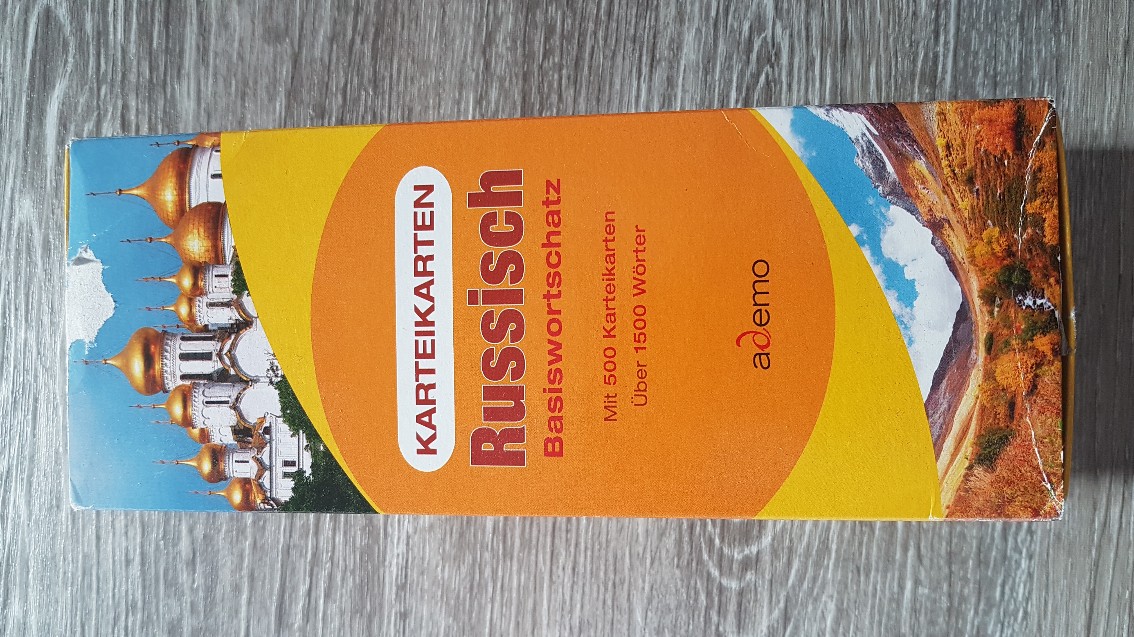 KARTEIKARTEN
Russisch
Basiswortschatz
Mit 500 Karteikarten
Über 1500 Wörter
ademo